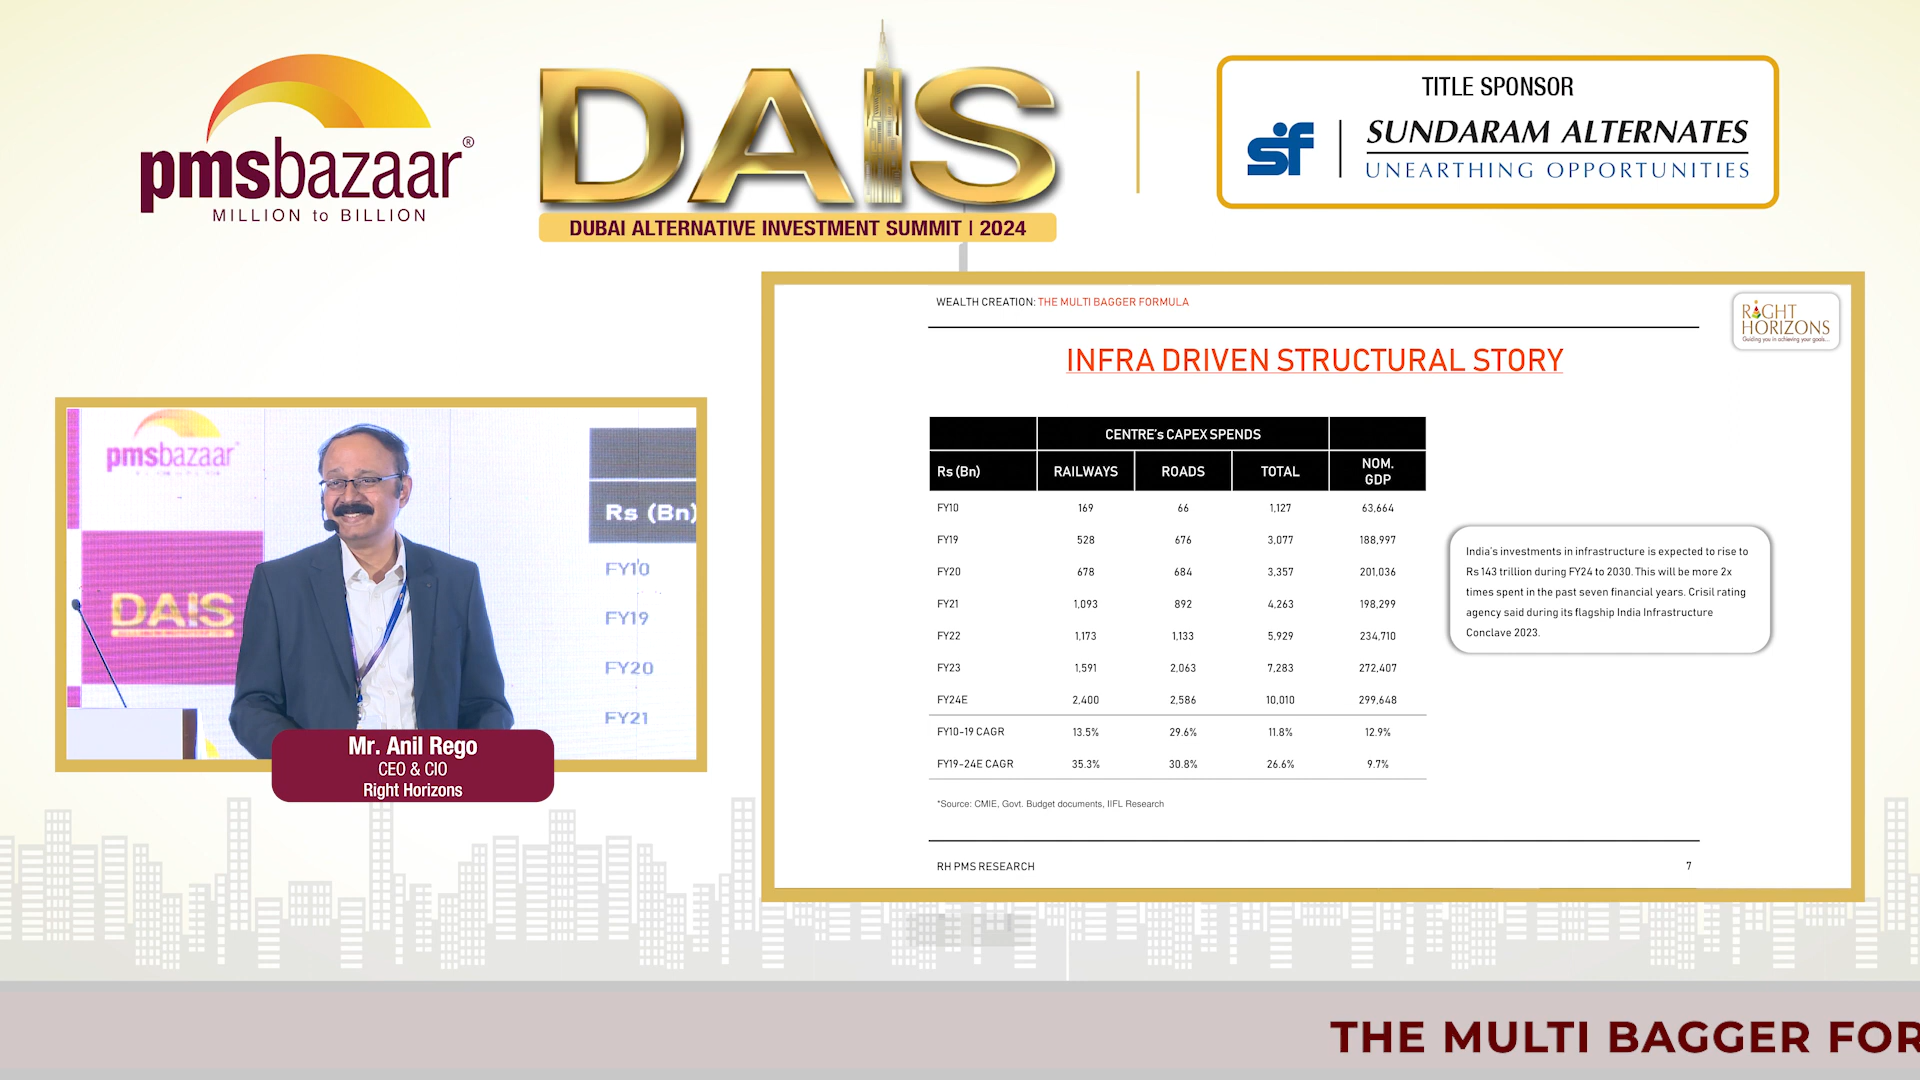 pmsbazaar®
MILLION to BILLION
DAIS
DUBAI ALTERNATIVE INVESTMENT SUMMIT | 2024
TITLE SPONSOR
sf
SUNDARAM ALTERNATES
UNEARTHING OPPORTUNITIES
WEALTH CREATION: THE MULTI BAGGER FORMULA
RIGHT
HORIZONS
Guiding you in achieving your goals...
INFRA DRIVEN STRUCTURAL STORY
CENTRE's CAPEX SPENDS
Rs (Bn) RAILWAYS ROADS TOTAL NOM. GDP
FY10 169 66 1,127 63,664
FY19 528 676 3,077 188,997
FY20 678 684 3,357 201,036
FY21 1,093 892 4,263 198,299
FY22 1,173 1,133 5,929 234,710
FY23 1,591 2,063 7,283 272,407
FY24E 2,400 2,586 10,010 299,648
FY10-19 CAGR 13.5% 29.6% 11.8% 12.9%
FY19-24E CAGR 35.3% 30.8% 26.6% 9.7%
India's investments in infrastructure is expected to rise to
Rs 143 trillion during FY24 to 2030. This will be more 2x
times spent in the past seven financial years. Crisil rating
agency said during its flagship India Infrastructure
Conclave 2023.
*Source: CMIE, Govt. Budget documents, IIFL Research
RH PMS RESEARCH 7
pmsbazaar
DAIS
Rs (Bn)
FY10
FY19
FY20
FY21
Mr. Anil Rego
CEO & CIO
Right Horizons
THE MULTI BAGGER FOR